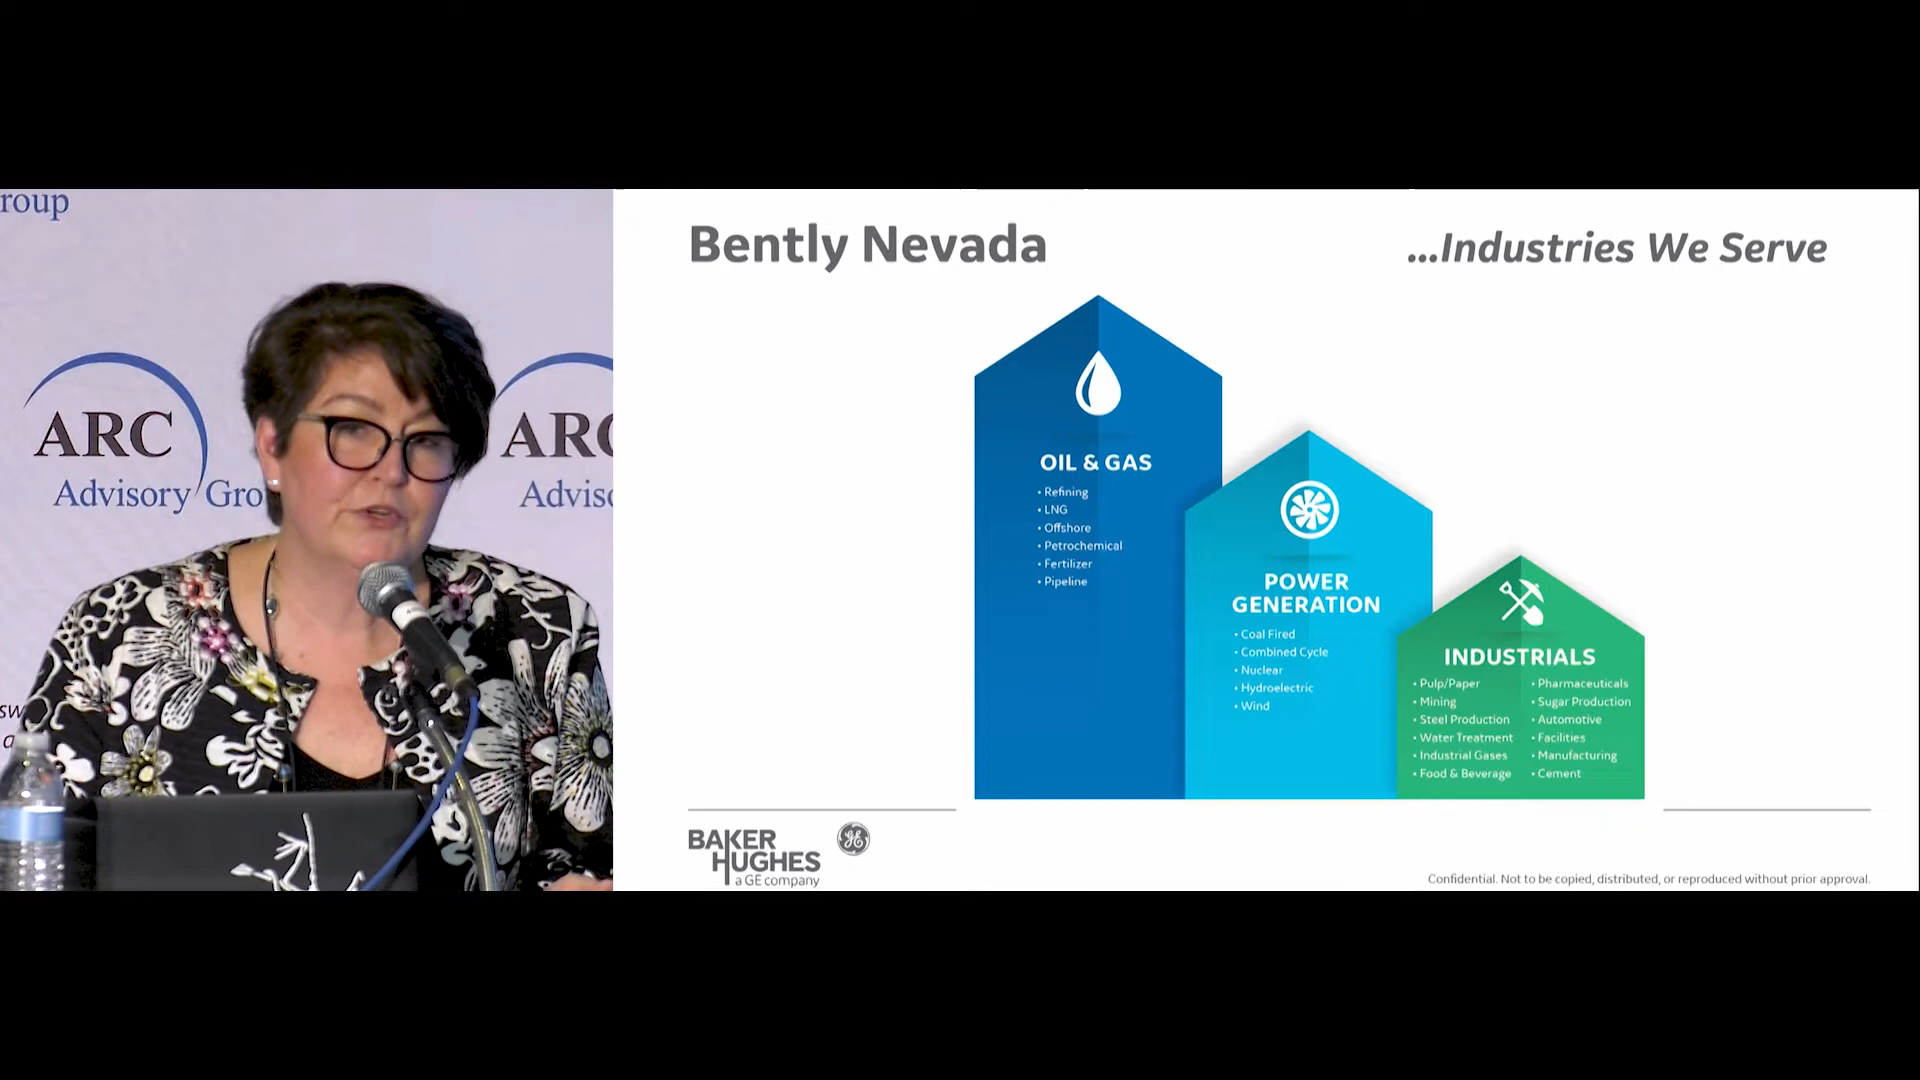 roup
ARC
Advisory Gro
ARC
Advis
sw
a
Bently Nevada
...Industries We Serve
OIL & GAS
• Refining
• LNG
• Offshore
• Petrochemical
• Fertilizer
• Pipeline
POWER
GENERATION
• Coal Fired
• Combined Cycle
• Nuclear
• Hydroelectric
• Wind
INDUSTRIALS
• Pulp/Paper
• Mining
• Steel Production
• Water Treatment
• Industrial Gases
• Food & Beverage
• Pharmaceuticals
• Sugar Production
• Automotive
• Facilities
• Manufacturing
• Cement
BAKER
HUGHES
a GE company
GE
Confidential. Not to be copied, distributed, or reproduced without prior approval.